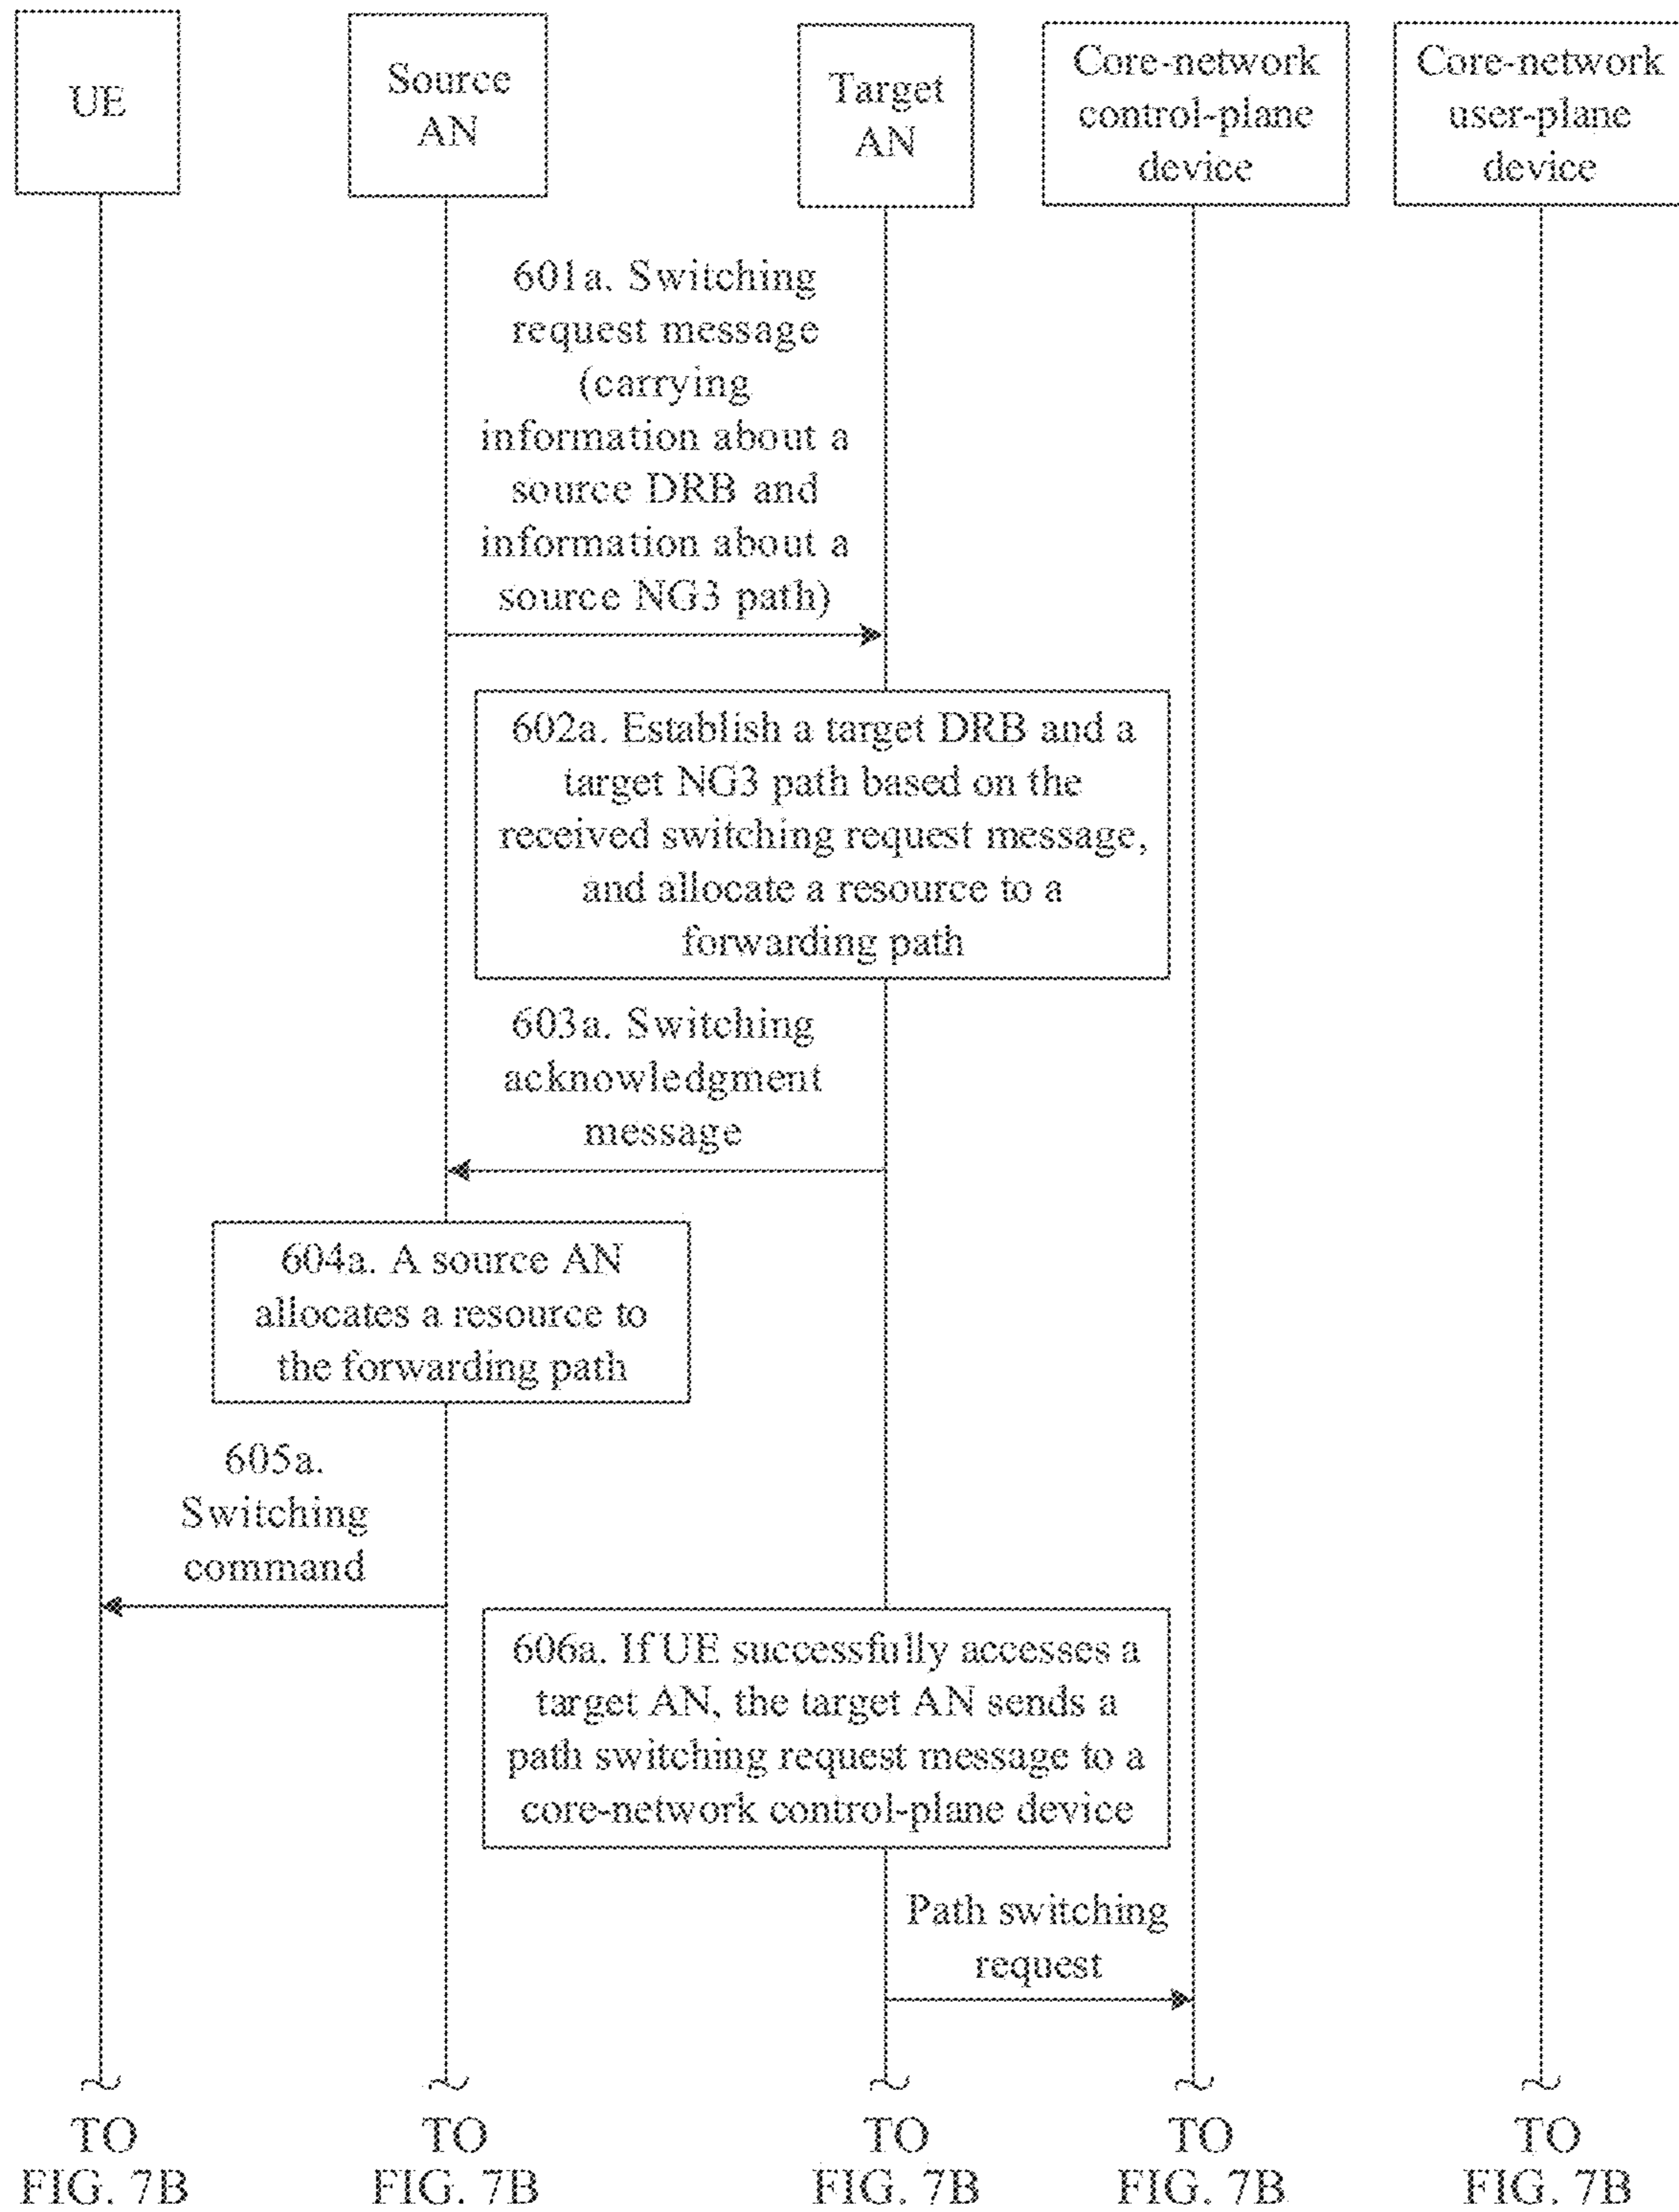 UE
Source
AN
Target
AN
Core-network
control-plane
device
Core-network
user-plane
device
601a. Switching
request message
(carrying
information about a
source DRB and
information about a
source NG3 path)
602a. Establish a target DRB and a
target NG3 path based on the
received switching request message,
and allocate a resource to a
forwarding path
603a. Switching
acknowledgment
message
604a. A source AN
allocates a resource to
the forwarding path
605a.
Switching
command
606a. If UE successfully accesses a
target AN, the target AN sends a
path switching request message to a
core-network control-plane device
Path switching
request
TO
FIG. 7B
TO
FIG. 7B
TO
FIG. 7B
TO
FIG. 7B
TO
FIG. 7B